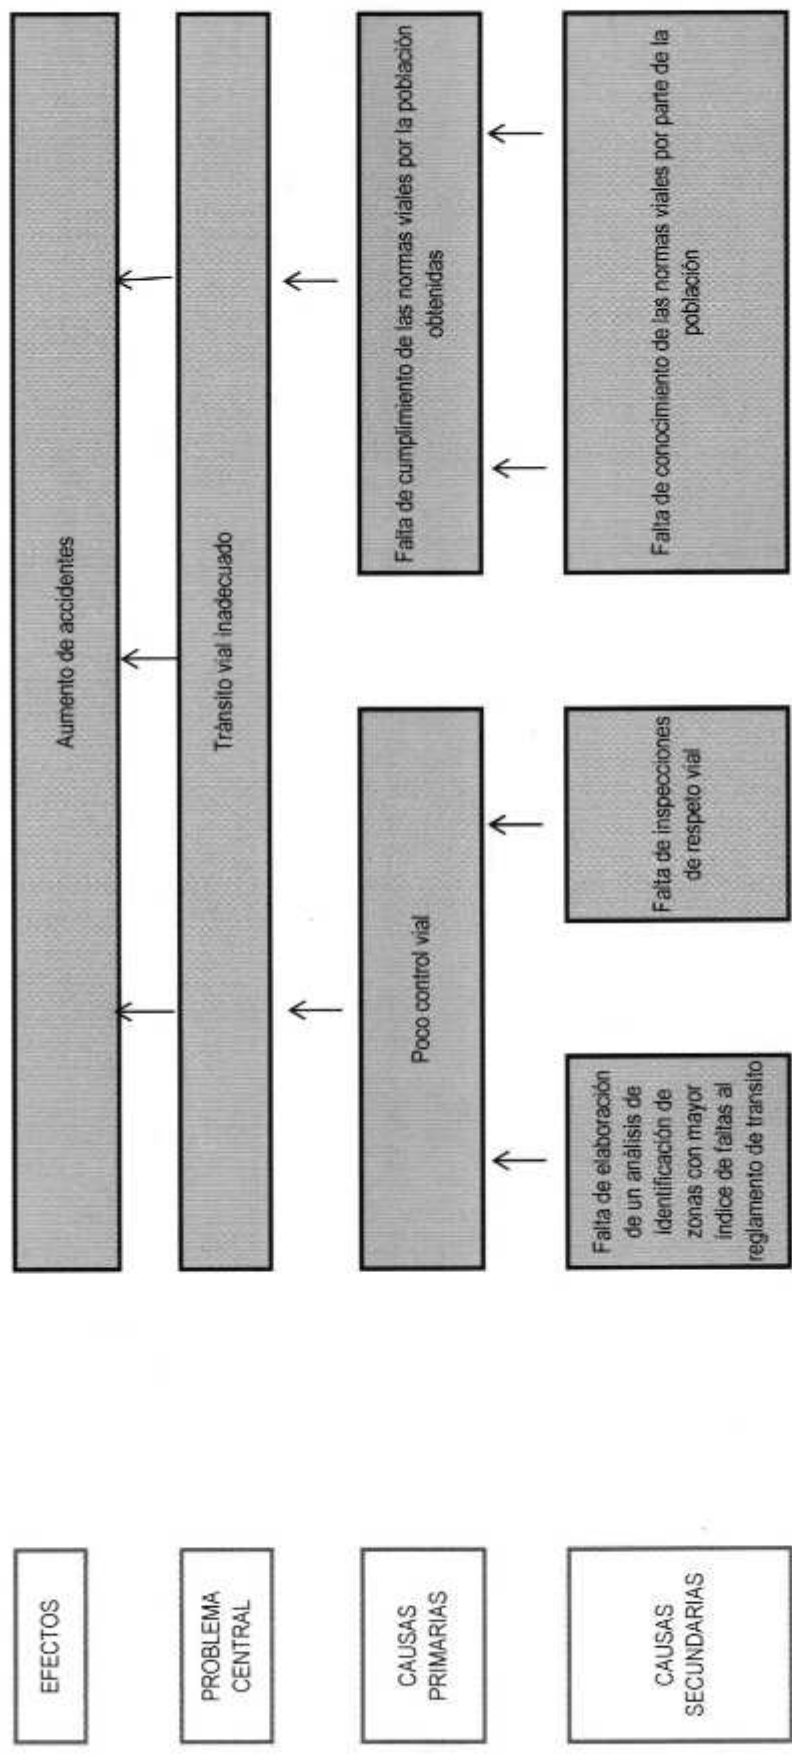 EFECTOS
Aumento de accidentes
PROBLEMA
CENTRAL
Trànsito vial inadecuado
CAUSAS
PRIMARIAS
Poco control vial
Falta de cumplimiento de las normas viales por la población
obtenidas
CAUSAS
SECUNDARIAS
Falta de elaboración
de un análisis de
identificación de
zonas con mayor
índice de faltas al
reglamento de transito
Falta de inspecciones
de respeto vial
Falta de conocimiento de las normas viales por parte de la
población